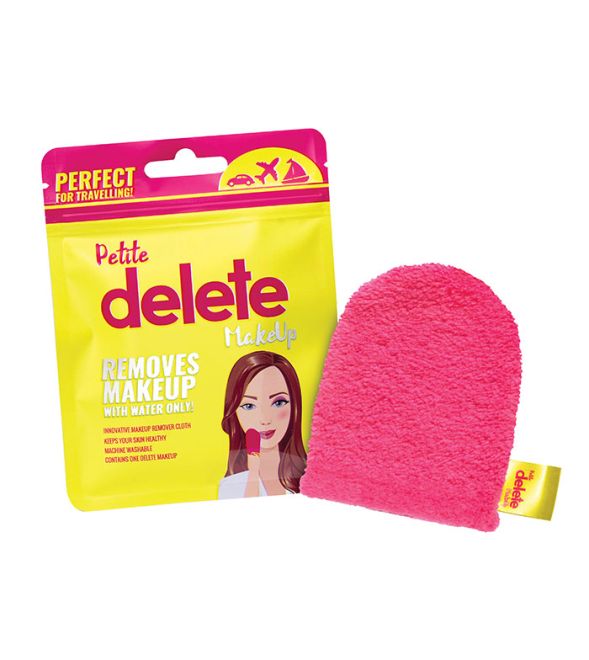 PERFECT
FOR TRAVELLING!
Petite
delete
MakeUp
REMOVES
MAKEUP
WITH WATER ONLY!
INNOVATIVE MAKEUP REMOVER CLOTH
KEEPS YOUR SKIN HEALTHY
MACHINE WASHABLE
CONTAINS ONE DELETE MAKEUP
delete